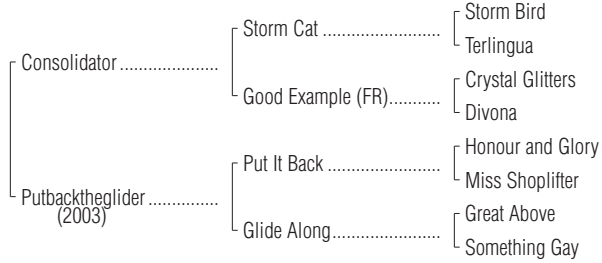 Storm Bird
Storm Cat ........................
Terlingua
Consolidator ....................
Crystal Glitters
Good Example (FR)...........
Divona
Honour and Glory
Put It Back .......................
Miss Shoplifter
Putbacktheglider ..............
(2003)
Great Above
Glide Along......................
Something Gay